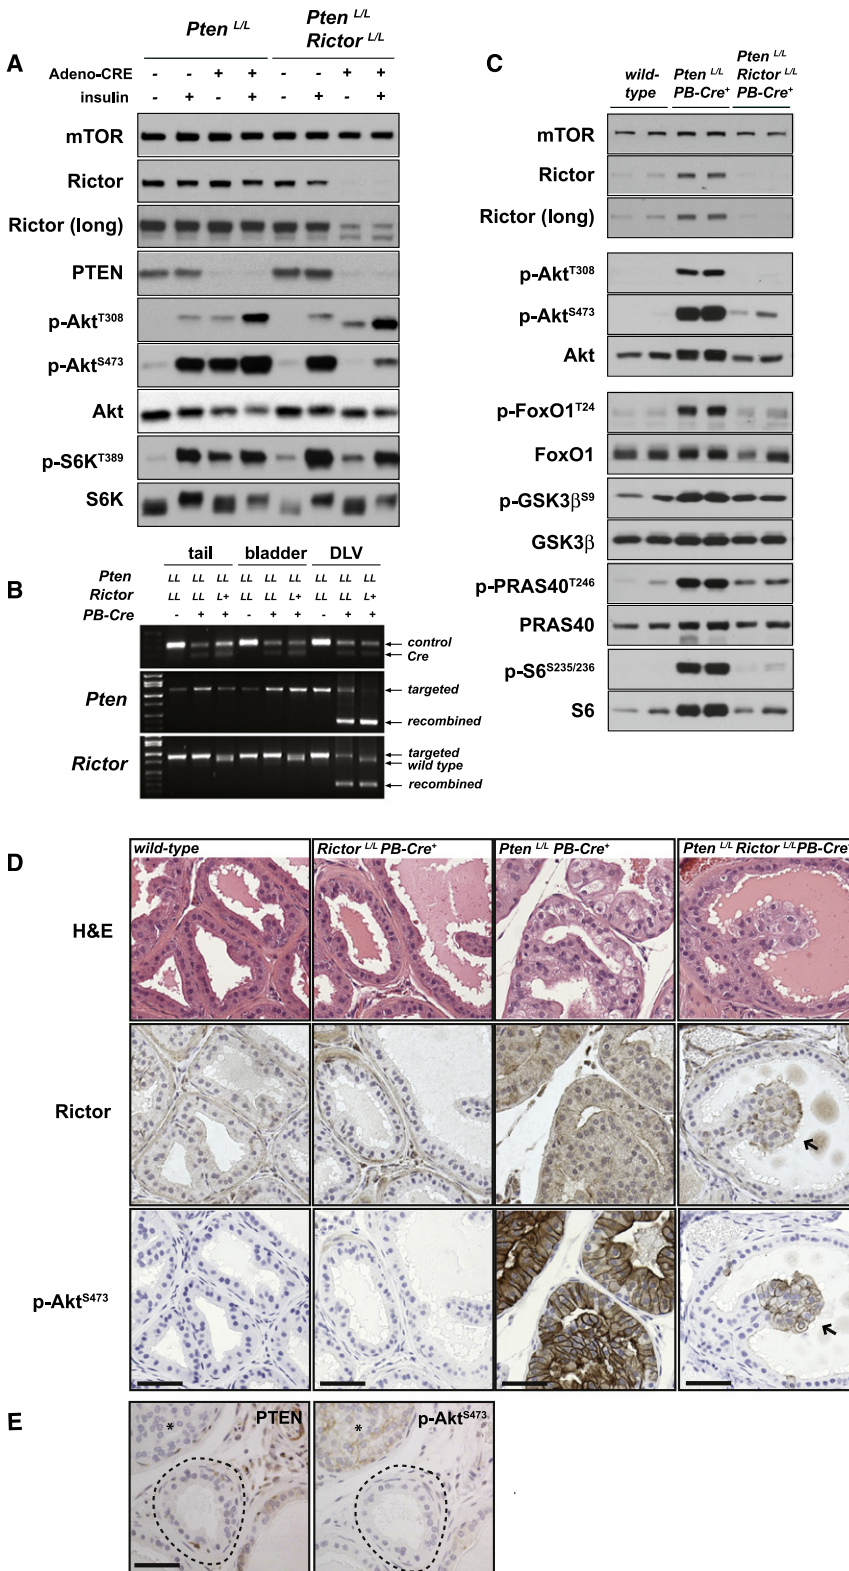 A
Pten L/L
Pten L/L Rictor L/L
Adeno-CRE - - + + - - + +
insulin - + - + - + - +
mTOR
Rictor
Rictor (long)
PTEN
p-AktT308
p-AktS473
Akt
p-S6KT389
S6K
B
tail bladder DLV
Pten LL LL LL LL LL LL LL LL LL
Rictor LL LL L+ LL LL L+ LL LL L+
PB-Cre - + + - + + - + +
control
Cre
Pten
targeted
recombined
Rictor
targeted
wild type
recombined
C
wild-type
Pten L/L PB-Cre+
Pten L/L Rictor L/L PB-Cre+
mTOR
Rictor
Rictor (long)
p-AktT308
p-AktS473
Akt
p-FoxO1T24
FoxO1
p-GSK3βS9
GSK3β
p-PRAS40T246
PRAS40
p-S6S235/236
S6
D
wild-type
Rictor L/L PB-Cre+
Pten L/L PB-Cre+
Pten L/L Rictor L/L PB-Cre+
H&E
Rictor
p-AktS473
E
* PTEN
* p-AktS473